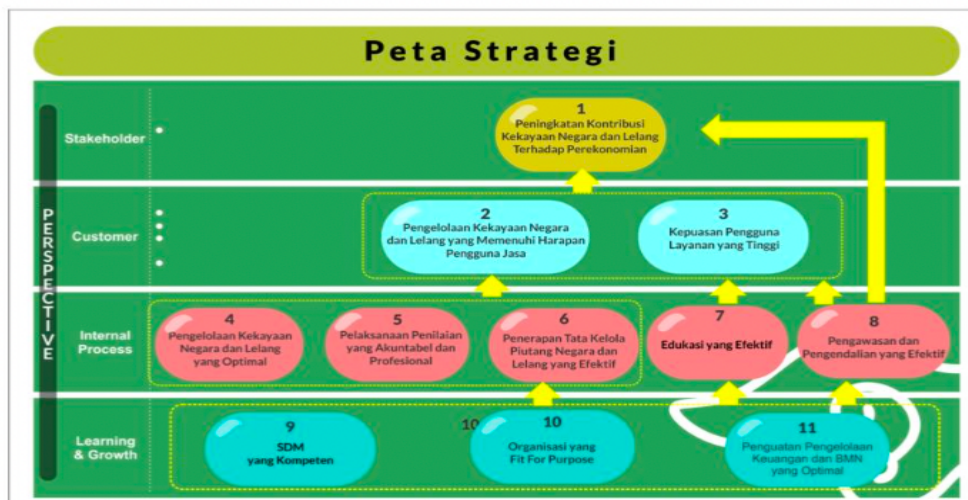 Peta Strategi
PERSPECTIVE
Stakeholder
1
Peningkatan Kontribusi
Kekayaan Negara dan Lelang
Terhadap Perekonomian
Customer
2
Pengelolaan Kekayaan Negara
dan Lelang yang Memenuhi Harapan
Pengguna Jasa
3
Kepuasan Pengguna
Layanan yang Tinggi
Internal
Process
4
Pengelolaan Kekayaan
Negara dan Lelang
yang Optimal
5
Pelaksanaan Penilaian
yang Akuntabel dan
Profesional
6
Penerapan Tata Kelola
Piutang Negara dan
Lelang yang Efektif
7
Edukasi yang Efektif
8
Pengawasan dan
Pengendalian yang Efektif
Learning
& Growth
9
SDM
yang Kompeten
10
10
Organisasi yang
Fit For Purpose
11
Penguatan Pengelolaan
Keuangan dan BMN
yang Optimal